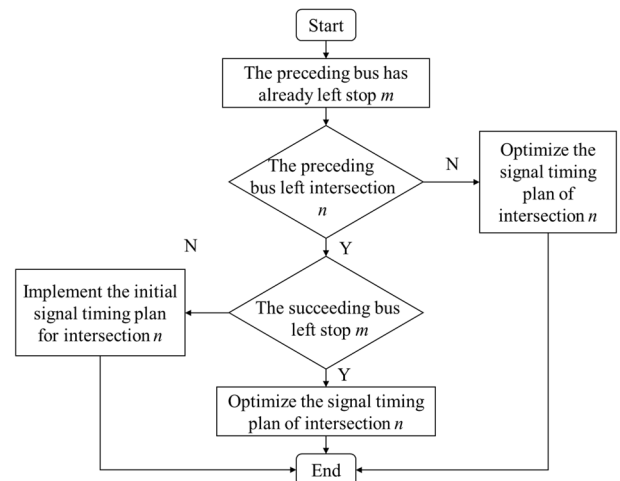 Start
The preceding bus has
already left stop m
The preceding
bus left intersection
n
N
Optimize the
signal timing
plan of
intersection n
Y
N
The succeeding bus
left stop m
Implement the initial
signal timing plan
for intersection n
Y
Optimize the signal timing
plan of intersection n
End